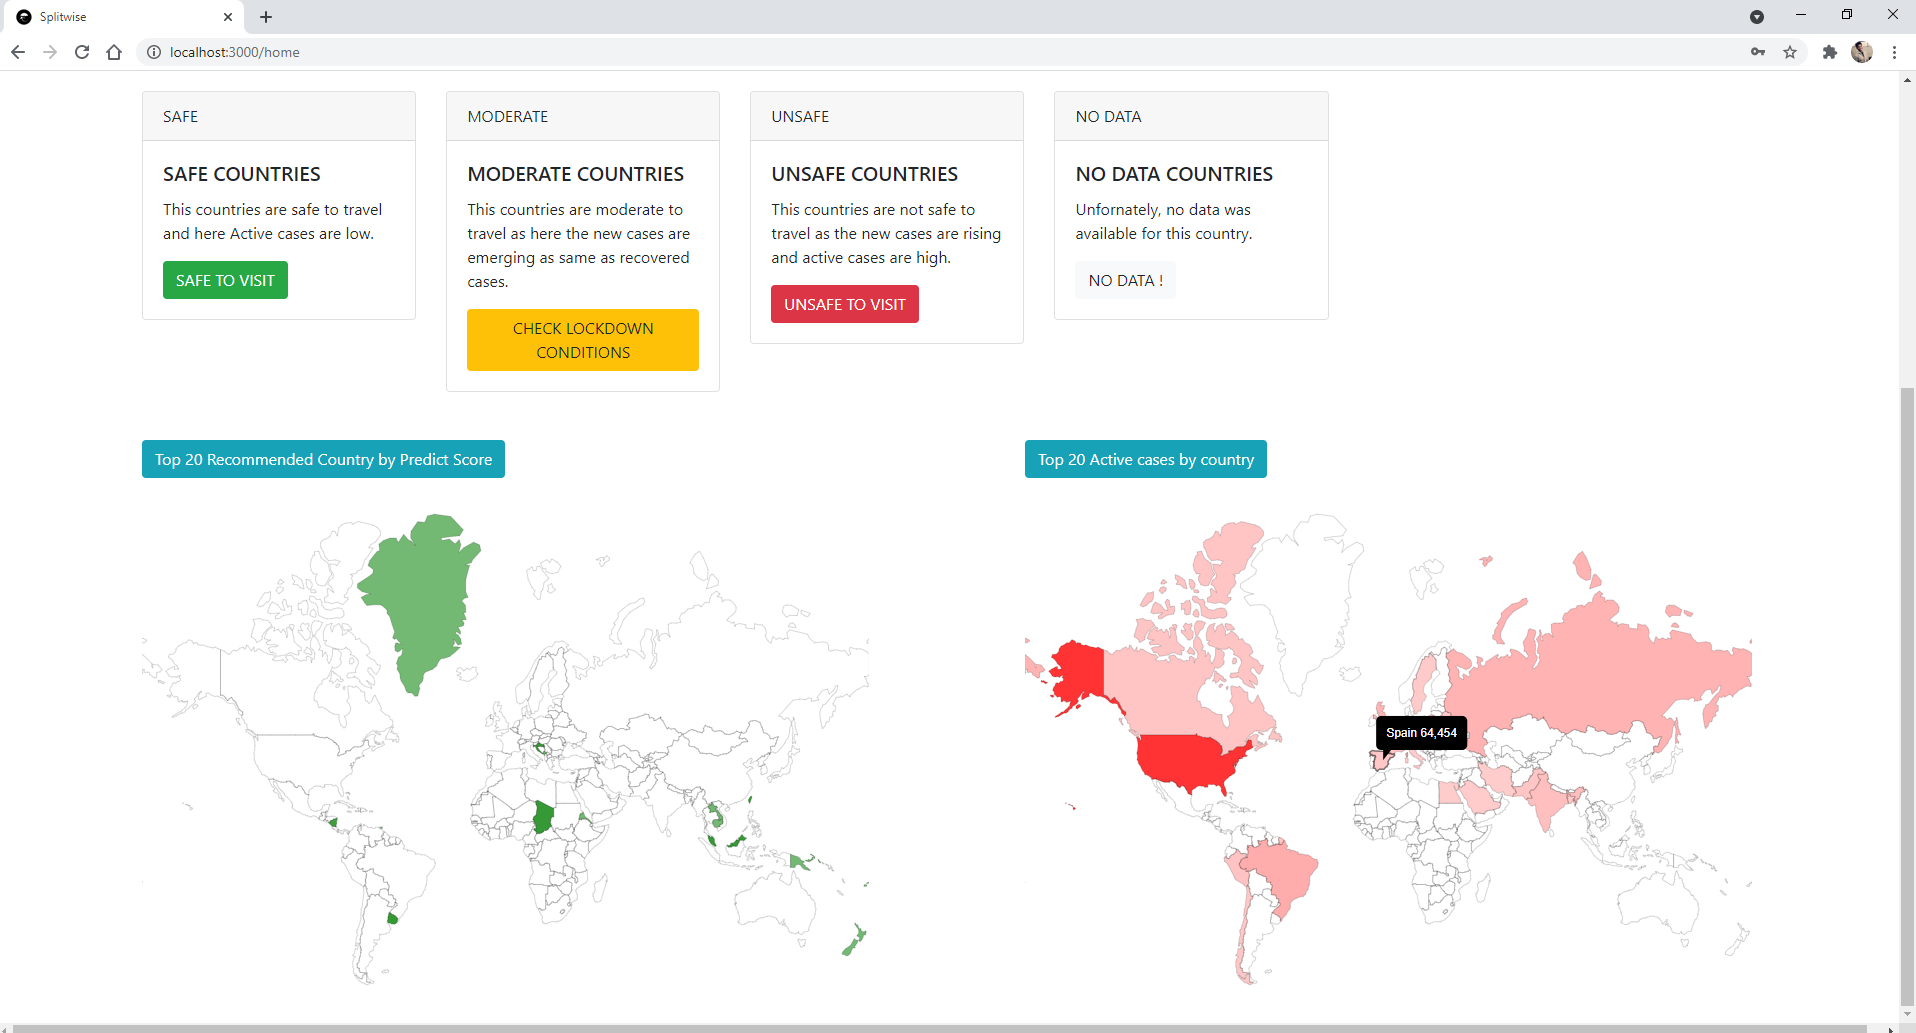 Splitwise
localhost:3000/home
SAFE
SAFE COUNTRIES
This countries are safe to travel
and here Active cases are low.
SAFE TO VISIT
MODERATE
MODERATE COUNTRIES
This countries are moderate to
travel as here the new cases are
emerging as same as recovered
cases.
CHECK LOCKDOWN
CONDITIONS
UNSAFE
UNSAFE COUNTRIES
This countries are not safe to
travel as the new cases are rising
and active cases are high.
UNSAFE TO VISIT
NO DATA
NO DATA COUNTRIES
Unfornately, no data was
available for this country.
NO DATA !
Top 20 Recommended Country by Predict Score
Top 20 Active cases by country
Spain 64,454